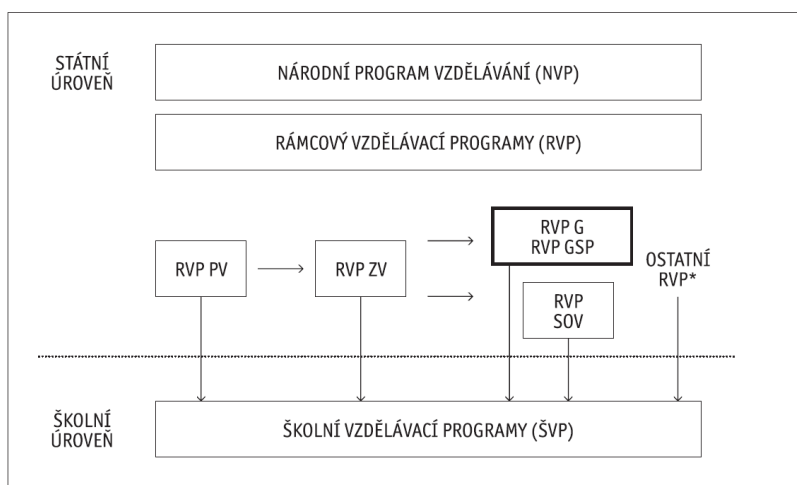 STÁTNÍ
ÚROVEŇ
NÁRODNÍ PROGRAM VZDĚLÁVÁNÍ (NVP)
RÁMCOVÝ VZDĚLÁVACÍ PROGRAMY (RVP)
RVP PV
RVP ZV
RVP G
RVP GSP
RVP
SOV
OSTATNÍ
RVP*
ŠKOLNÍ
ÚROVEŇ
ŠKOLNÍ VZDĚLÁVACÍ PROGRAMY (ŠVP)